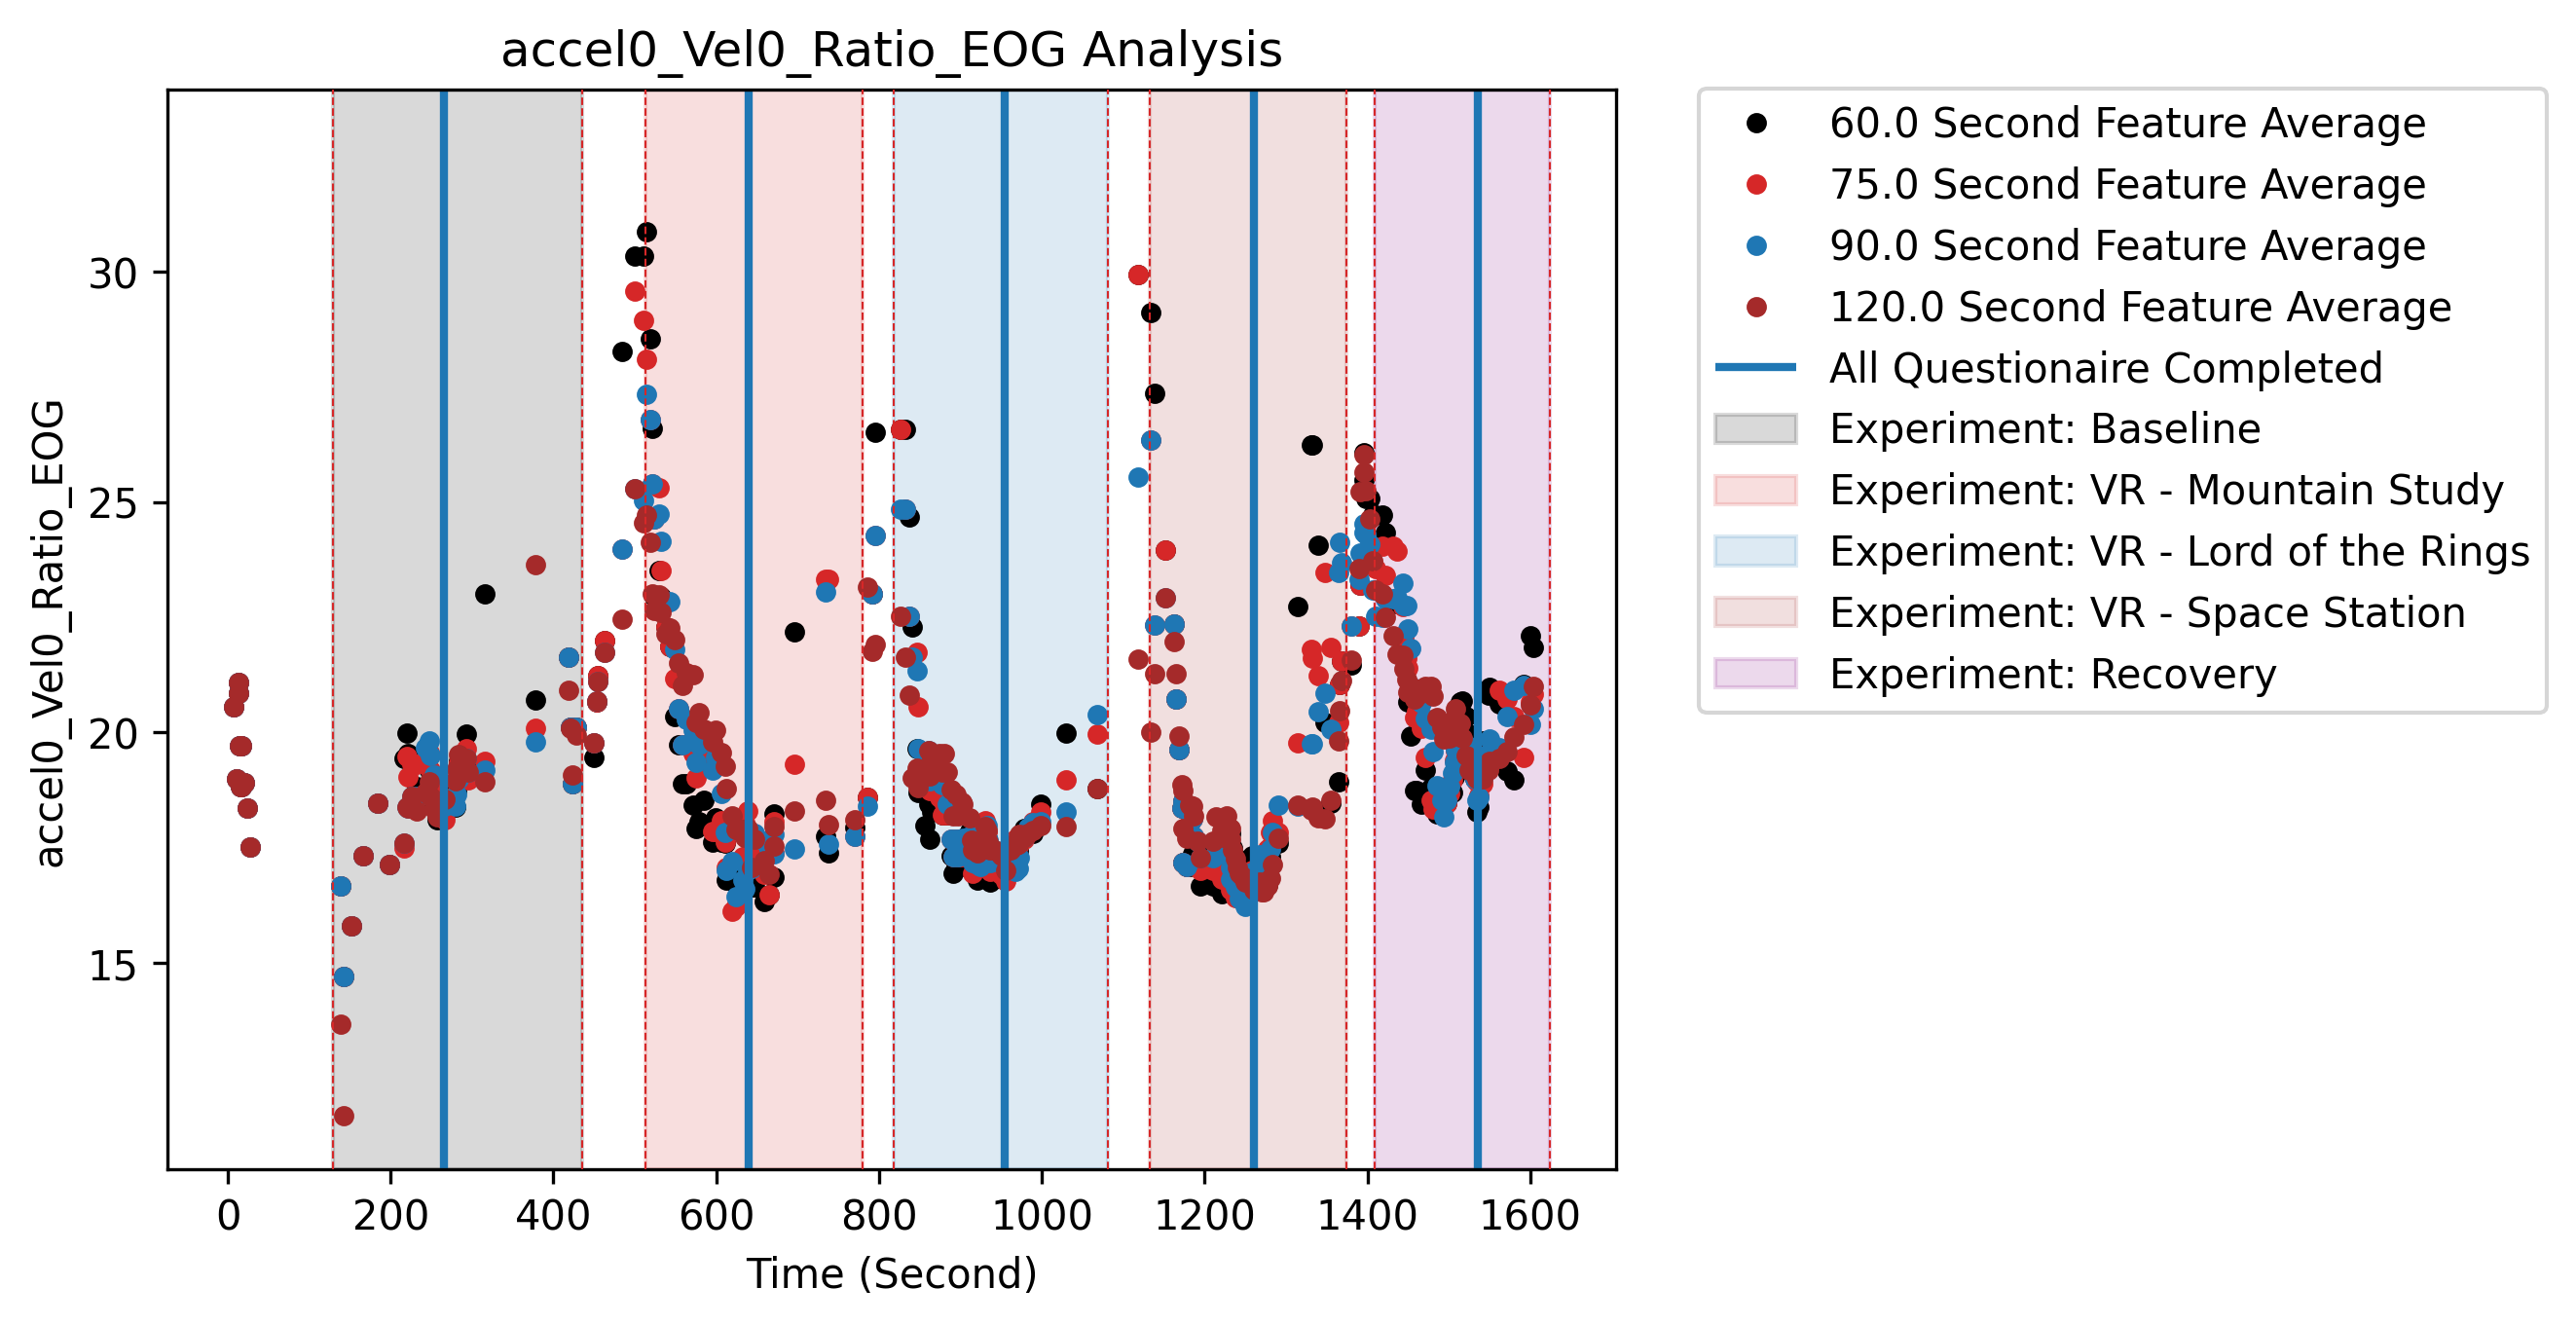 accel0_Vel0_Ratio_EOG Analysis
accel0_Vel0_Ratio_EOG
30
25
20
15
0 200 400 600 800 1000 1200 1400 1600
Time (Second)
60.0 Second Feature Average
75.0 Second Feature Average
90.0 Second Feature Average
120.0 Second Feature Average
All Questionaire Completed
Experiment: Baseline
Experiment: VR - Mountain Study
Experiment: VR - Lord of the Rings
Experiment: VR - Space Station
Experiment: Recovery